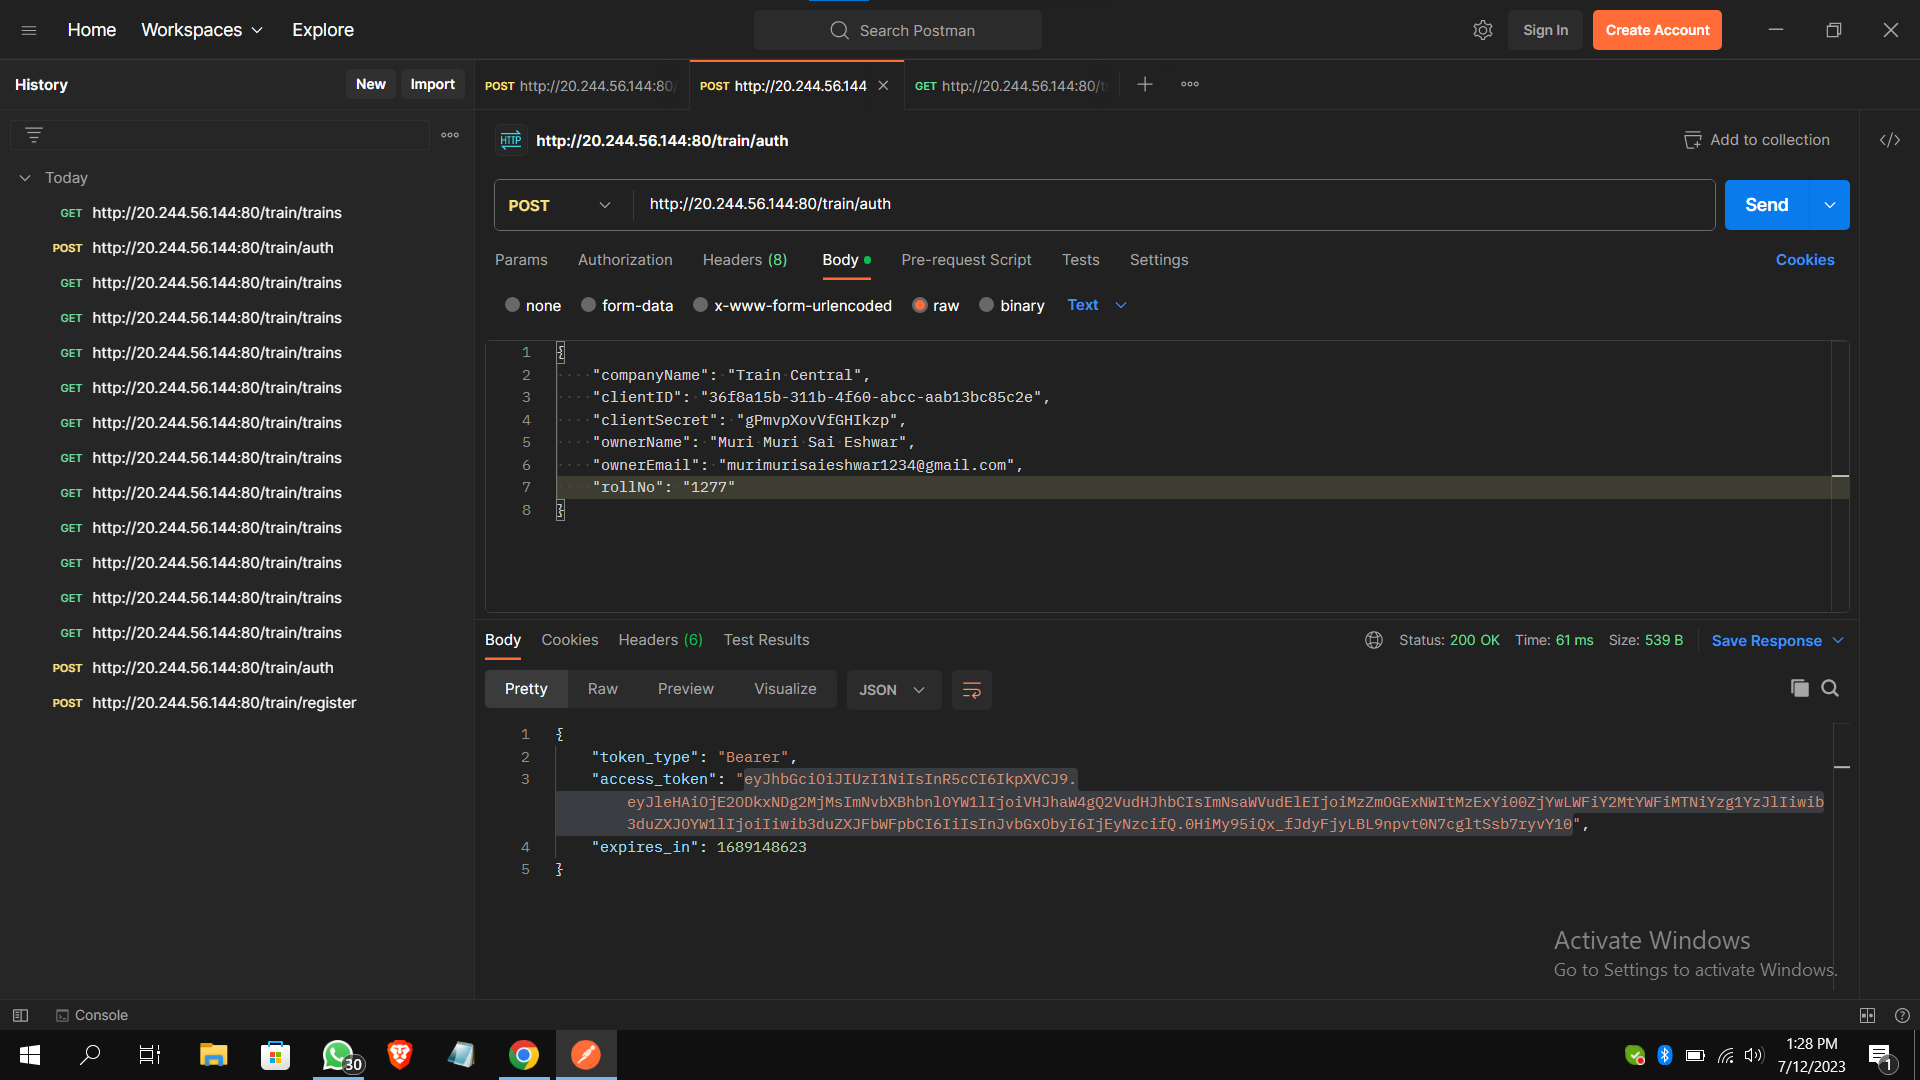 Home Workspaces Explore
Search Postman
Sign In Create Account
History New Import
POST http://20.244.56.144:80/
POST http://20.244.56.144
GET http://20.244.56.144:80/t
HTTP http://20.244.56.144:80/train/auth
Add to collection
Today
GET http://20.244.56.144:80/train/trains
POST http://20.244.56.144:80/train/auth
GET http://20.244.56.144:80/train/trains
GET http://20.244.56.144:80/train/trains
GET http://20.244.56.144:80/train/trains
GET http://20.244.56.144:80/train/trains
GET http://20.244.56.144:80/train/trains
GET http://20.244.56.144:80/train/trains
GET http://20.244.56.144:80/train/trains
GET http://20.244.56.144:80/train/trains
GET http://20.244.56.144:80/train/trains
GET http://20.244.56.144:80/train/trains
GET http://20.244.56.144:80/train/trains
POST http://20.244.56.144:80/train/auth
POST http://20.244.56.144:80/train/register
POST http://20.244.56.144:80/train/auth
Send
Params Authorization Headers (8) Body Pre-request Script Tests Settings Cookies
none form-data x-www-form-urlencoded raw binary Text
1 {
2 "companyName": "Train Central",
3 "clientID": "36f8a15b-311b-4f60-abcc-aab13bc85c2e",
4 "clientSecret": "gPmvpXovVfGHIkzp",
5 "ownerName": "Muri Muri Sai Eshwar",
6 "ownerEmail": "murimurisaieshwar1234@gmail.com",
7 "rollNo": "1277"
8 }
Body Cookies Headers (6) Test Results
Status: 200 OK Time: 61 ms Size: 539 B Save Response
Pretty Raw Preview Visualize JSON
1 {
2 "token_type": "Bearer",
3 "access_token": "eyJhbGciOiJIUzI1NiIsInR5cCI6IkpXVCJ9.
eyJleHAiOjE2ODkxNDg2MjMsImNvbXBhbnlOYW1lIjoiVHJhaW4gQ2VudHJhbCIsImNsaWVudElEIjoiMzZmOGExNWItMzExYi00ZjYwLWFiY2MtYWFiMTNiYzg1YzJlIiwib
3duZXJOYW1lIjoiIiwib3duZXJFbWFpbCI6IiIsInJvbGxObyI6IjEyNzcifQ.0HiMy95iQx_fJdyFjyLBL9npvt0N7cgltSsb7ryvY10",
4 "expires_in": 1689148623
5 }
Activate Windows
Go to Settings to activate Windows.
Console
30
1:28 PM
7/12/2023
1